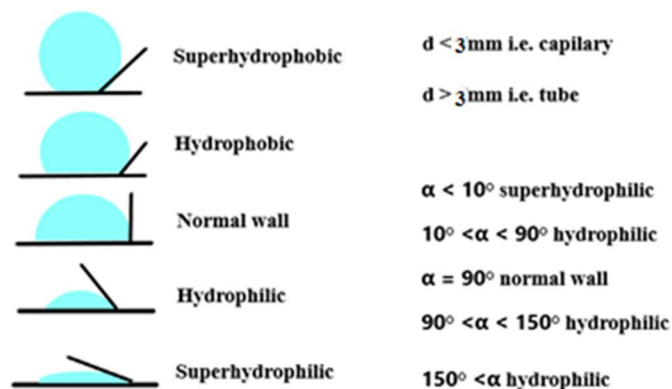 Superhydrophobic
Hydrophobic
Normal wall
Hydrophilic
Superhydrophilic
d < 3mm i.e. capilary
d > 3mm i.e. tube
α < 10° superhydrophilic
10° <α < 90° hydrophilic
α = 90° normal wall
90° <α < 150° hydrophilic
150° <α hydrophilic